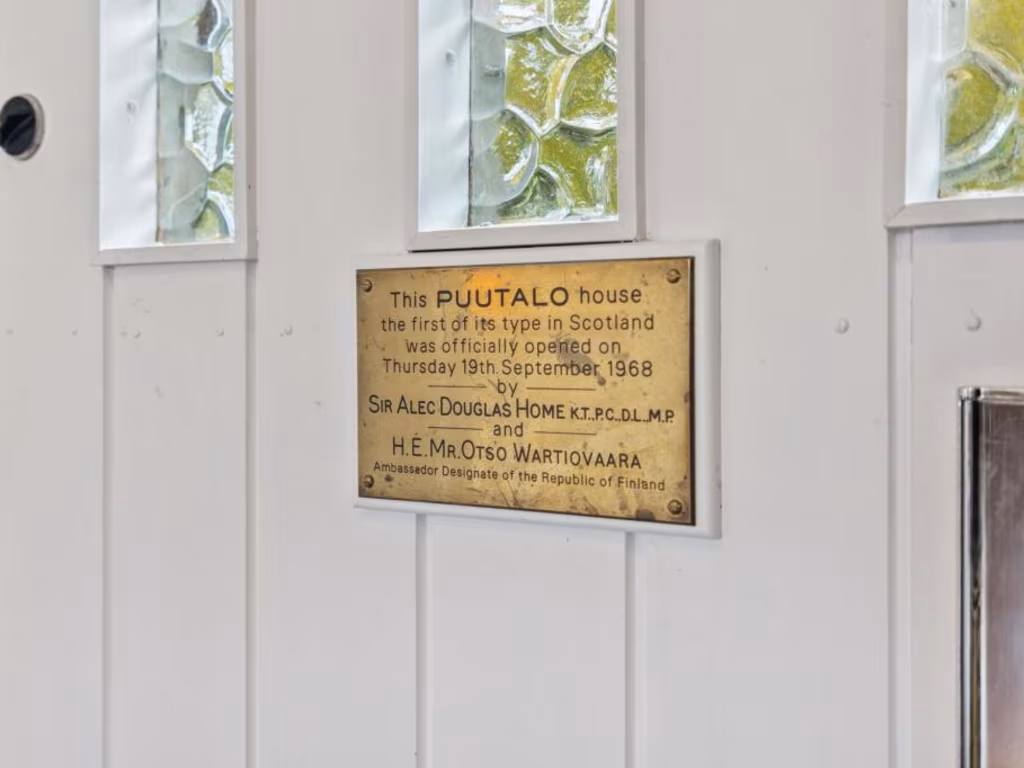 This PUUTALO house
the first of its type in Scotland
was officially opened on
Thursday 19th. September 1968
by
SIR ALEC DOUGLAS HOME K.T.,P.C.,D.L.,M.P.
and
H.E. MR. OTSO WARTIOVAARA
Ambassador Designate of the Republic of Finland